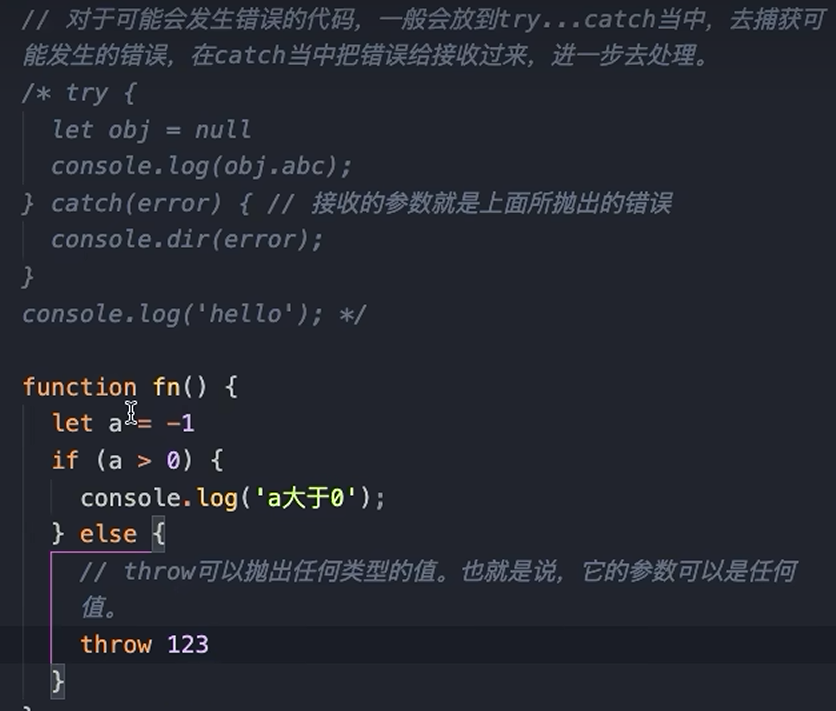 // 对于可能会发生错误的代码，一般会放到try...catch当中，去捕获可
能发生的错误，在catch当中把错误给接收过来，进一步去处理。
/* try {
let obj = null
console.log(obj.abc);
} catch(error) { // 接收的参数就是上面所抛出的错误
console.dir(error);
}
console.log('hello'); */
function fn() {
let a = -1
if (a > 0) {
console.log('a大于0');
} else {
// throw可以抛出任何类型的值。也就是说，它的参数可以是任何
值。
throw 123
}
}